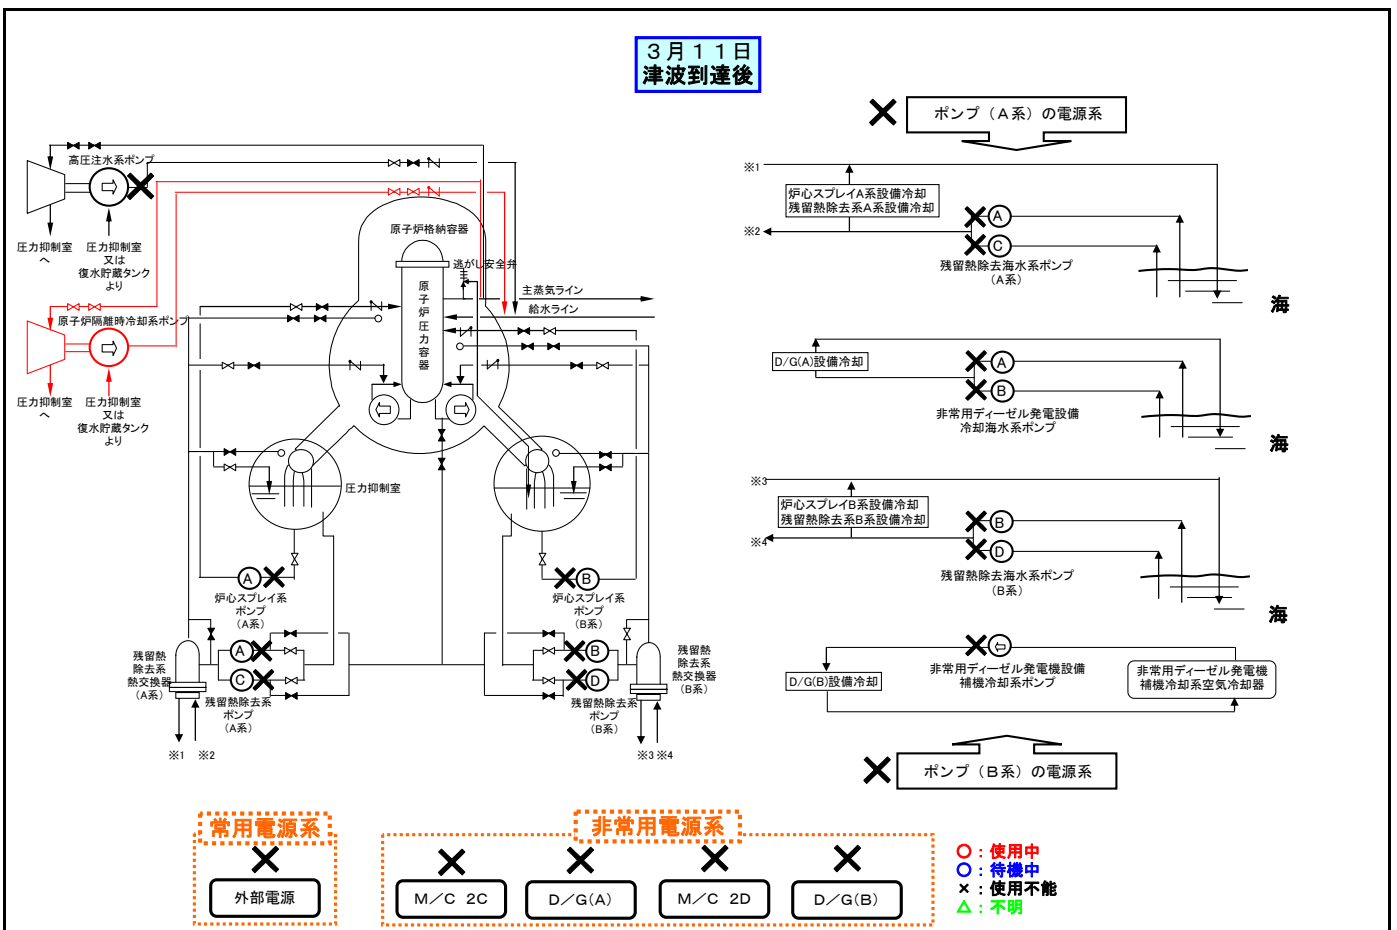 3月11日
津波到達後
ポンプ(A系)の電源系
高圧注水系ポンプ
圧力抑制室
へ
圧力抑制室
又は
復水貯蔵タンク
より
原子炉隔離時冷却系ポンプ
圧力抑制室
へ
圧力抑制室
又は
復水貯蔵タンク
より
原子炉格納容器
逃がし安全弁
原子炉圧力容器
主蒸気ライン
給水ライン
圧力抑制室
A
炉心スプレイ系
ポンプ
(A系)
B
炉心スプレイ系
ポンプ
(B系)
残留熱
除去系
熱交換器
(A系)
A
C
残留熱除去系
ポンプ
(A系)
B
D
残留熱除去系
ポンプ
(B系)
残留熱
除去系
熱交換器
(B系)
※1 ※2
※3 ※4
※1
炉心スプレイA系設備冷却
残留熱除去系A系設備冷却
※2
A
C
残留熱除去海水系ポンプ
(A系)
海
D/G(A)設備冷却
A
B
非常用ディーゼル発電設備
冷却海水系ポンプ
海
※3
炉心スプレイB系設備冷却
残留熱除去系B系設備冷却
※4
B
D
残留熱除去海水系ポンプ
(B系)
海
D/G(B)設備冷却
非常用ディーゼル発電機設備
補機冷却系ポンプ
非常用ディーゼル発電機
補機冷却系空気冷却器
ポンプ(B系)の電源系
常用電源系
外部電源
非常用電源系
M/C 2C
D/G(A)
M/C 2D
D/G(B)
○:使用中
○:待機中
×:使用不能
△:不明